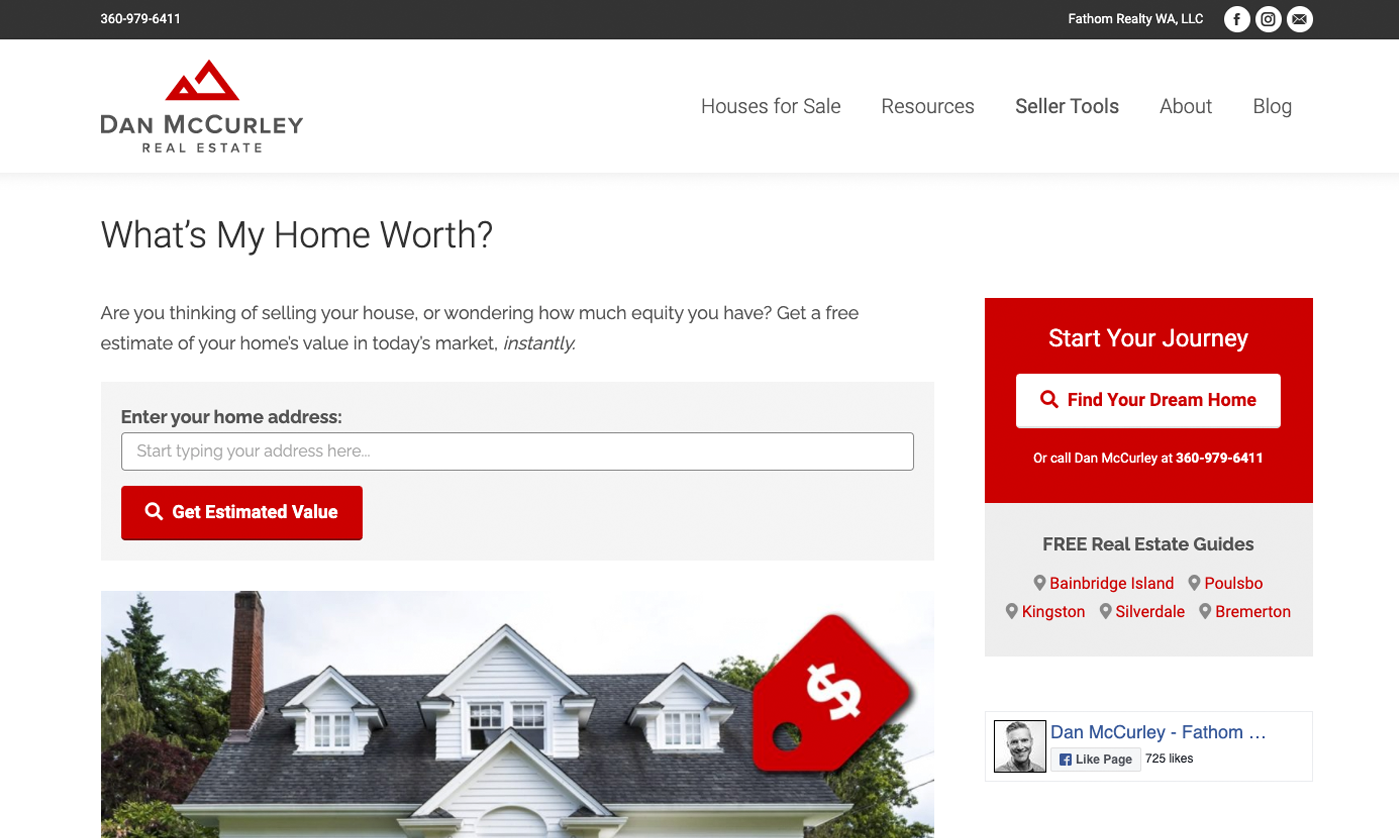 360-979-6411
Fathom Realty WA, LLC
DAN MCCURLEY
REAL ESTATE
Houses for Sale
Resources
Seller Tools
About
Blog
What's My Home Worth?
Are you thinking of selling your house, or wondering how much equity you have? Get a free
estimate of your home's value in today's market, instantly.
Enter your home address:
Start typing your address here...
Get Estimated Value
$
Start Your Journey
Find Your Dream Home
Or call Dan McCurley at 360-979-6411
FREE Real Estate Guides
Bainbridge Island Poulsbo
Kingston Silverdale Bremerton
Dan McCurley - Fathom …
Like Page 725 likes